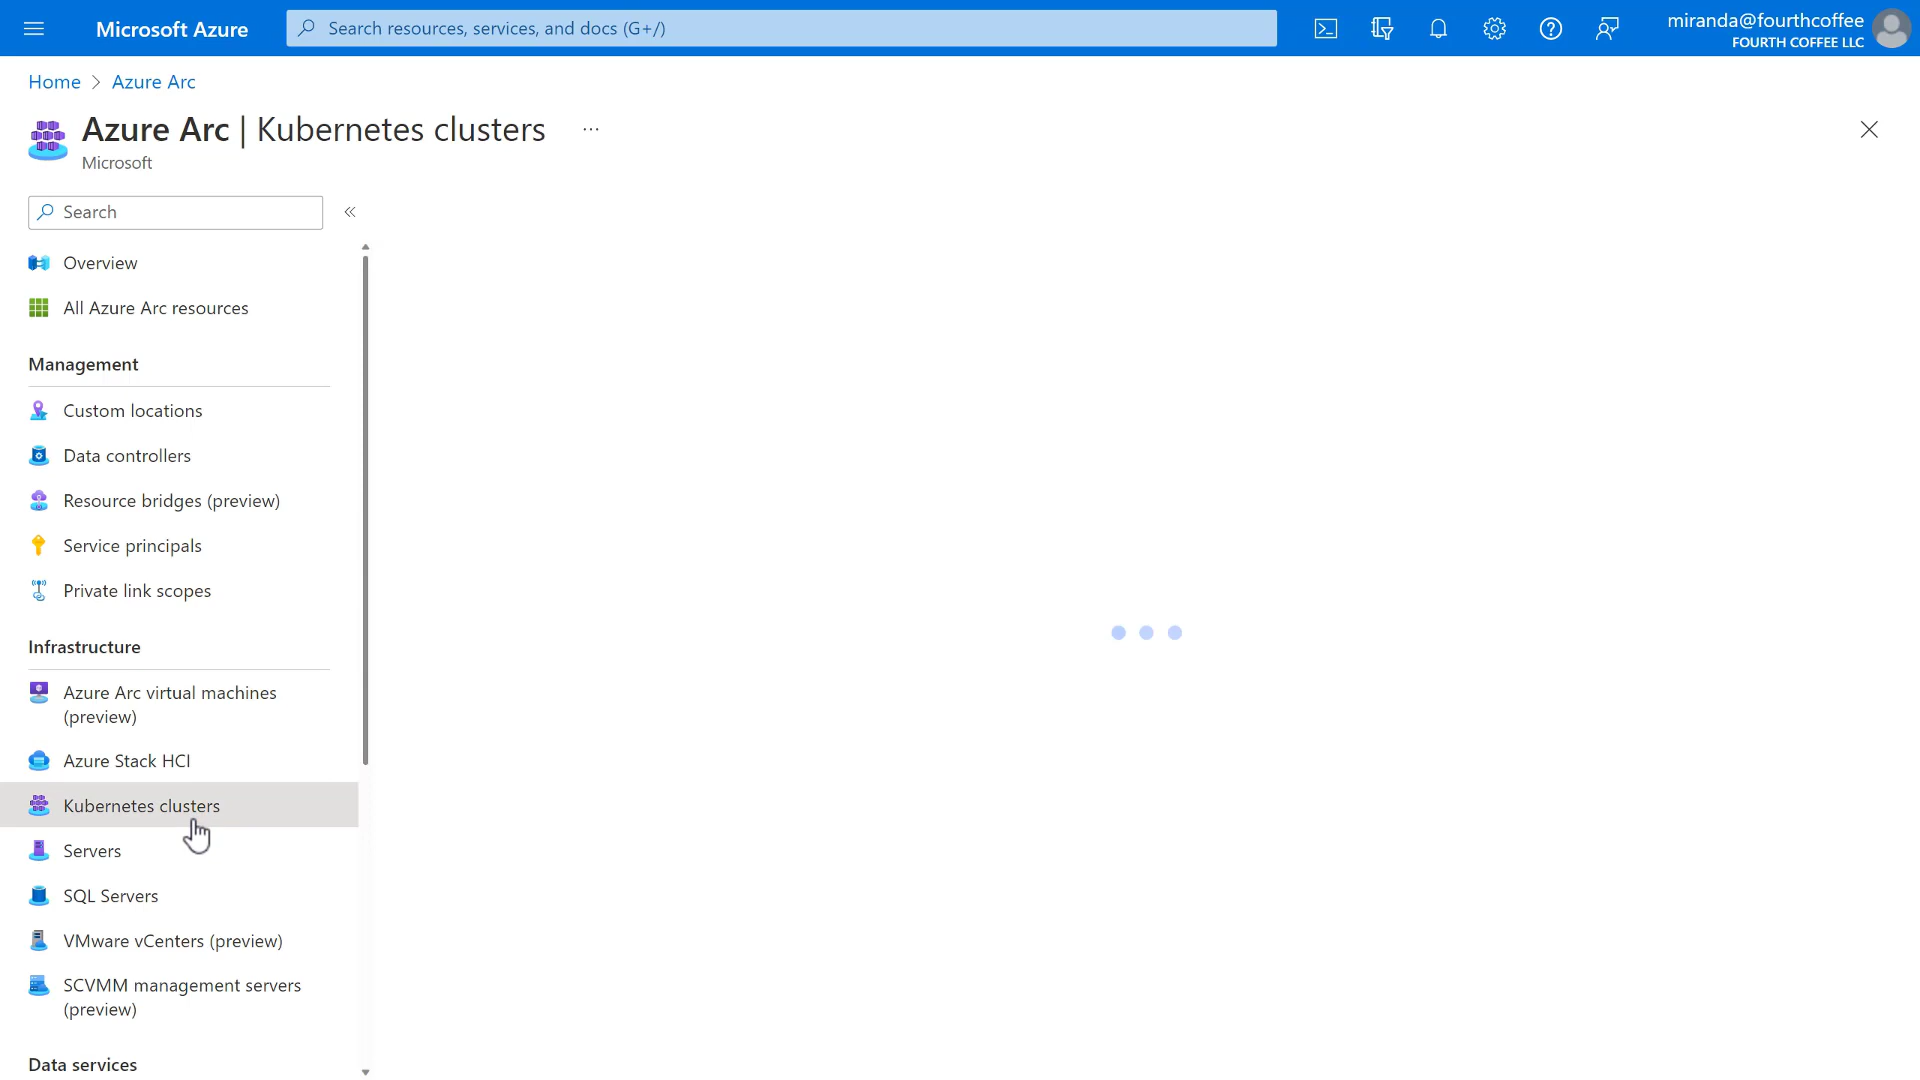 Microsoft Azure
Search resources, services, and docs (G+/)
miranda@fourthcoffee
FOURTH COFFEE LLC
Home > Azure Arc
Azure Arc | Kubernetes clusters ...
Microsoft
Search
Overview
All Azure Arc resources
Management
Custom locations
Data controllers
Resource bridges (preview)
Service principals
Private link scopes
Infrastructure
Azure Arc virtual machines
(preview)
Azure Stack HCI
Kubernetes clusters
Servers
SQL Servers
VMware vCenters (preview)
SCVMM management servers
(preview)
Data services